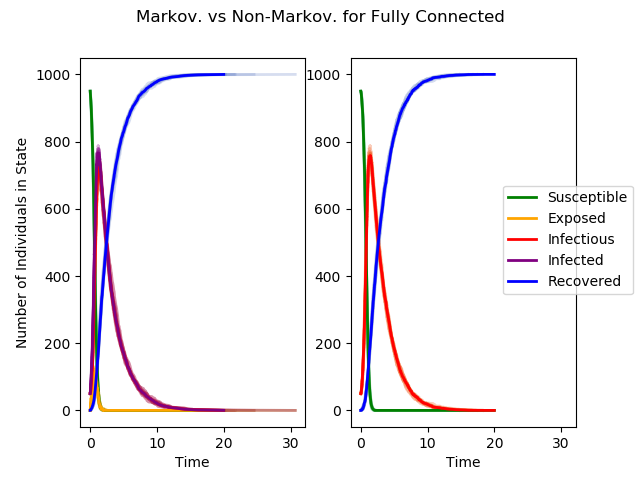 Markov. vs Non-Markov. for Fully Connected
Number of Individuals in State
1000
800
600
400
200
0
0 10 20 30
Time
1000
800
600
400
200
0
0 10 20 30
Time
Susceptible
Exposed
Infectious
Infected
Recovered